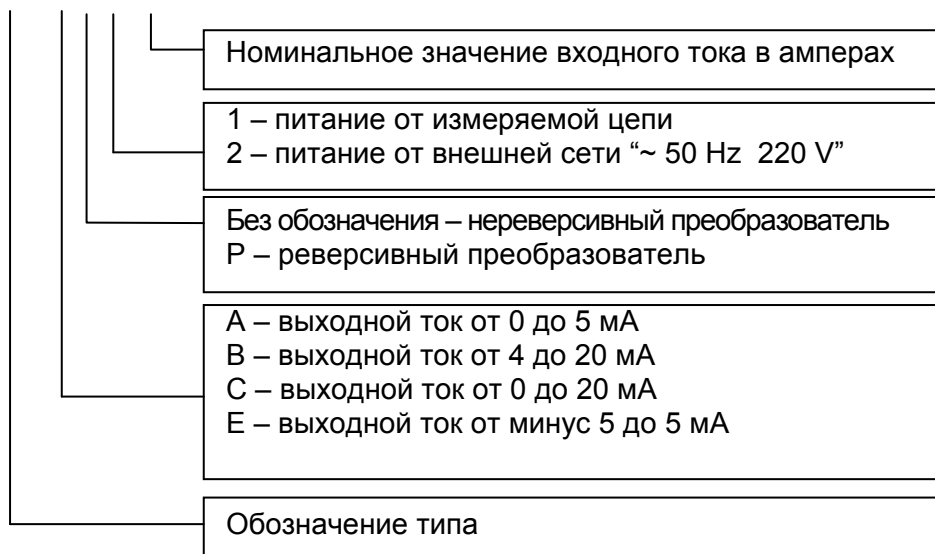 Номинальное значение входного тока в амперах
1 – питание от измеряемой цепи
2 – питание от внешней сети “~ 50 Hz 220 V”
Без обозначения – нереверсивный преобразователь
Р – реверсивный преобразователь
А – выходной ток от 0 до 5 мА
В – выходной ток от 4 до 20 мА
С – выходной ток от 0 до 20 мА
Е – выходной ток от минус 5 до 5 мА
Обозначение типа